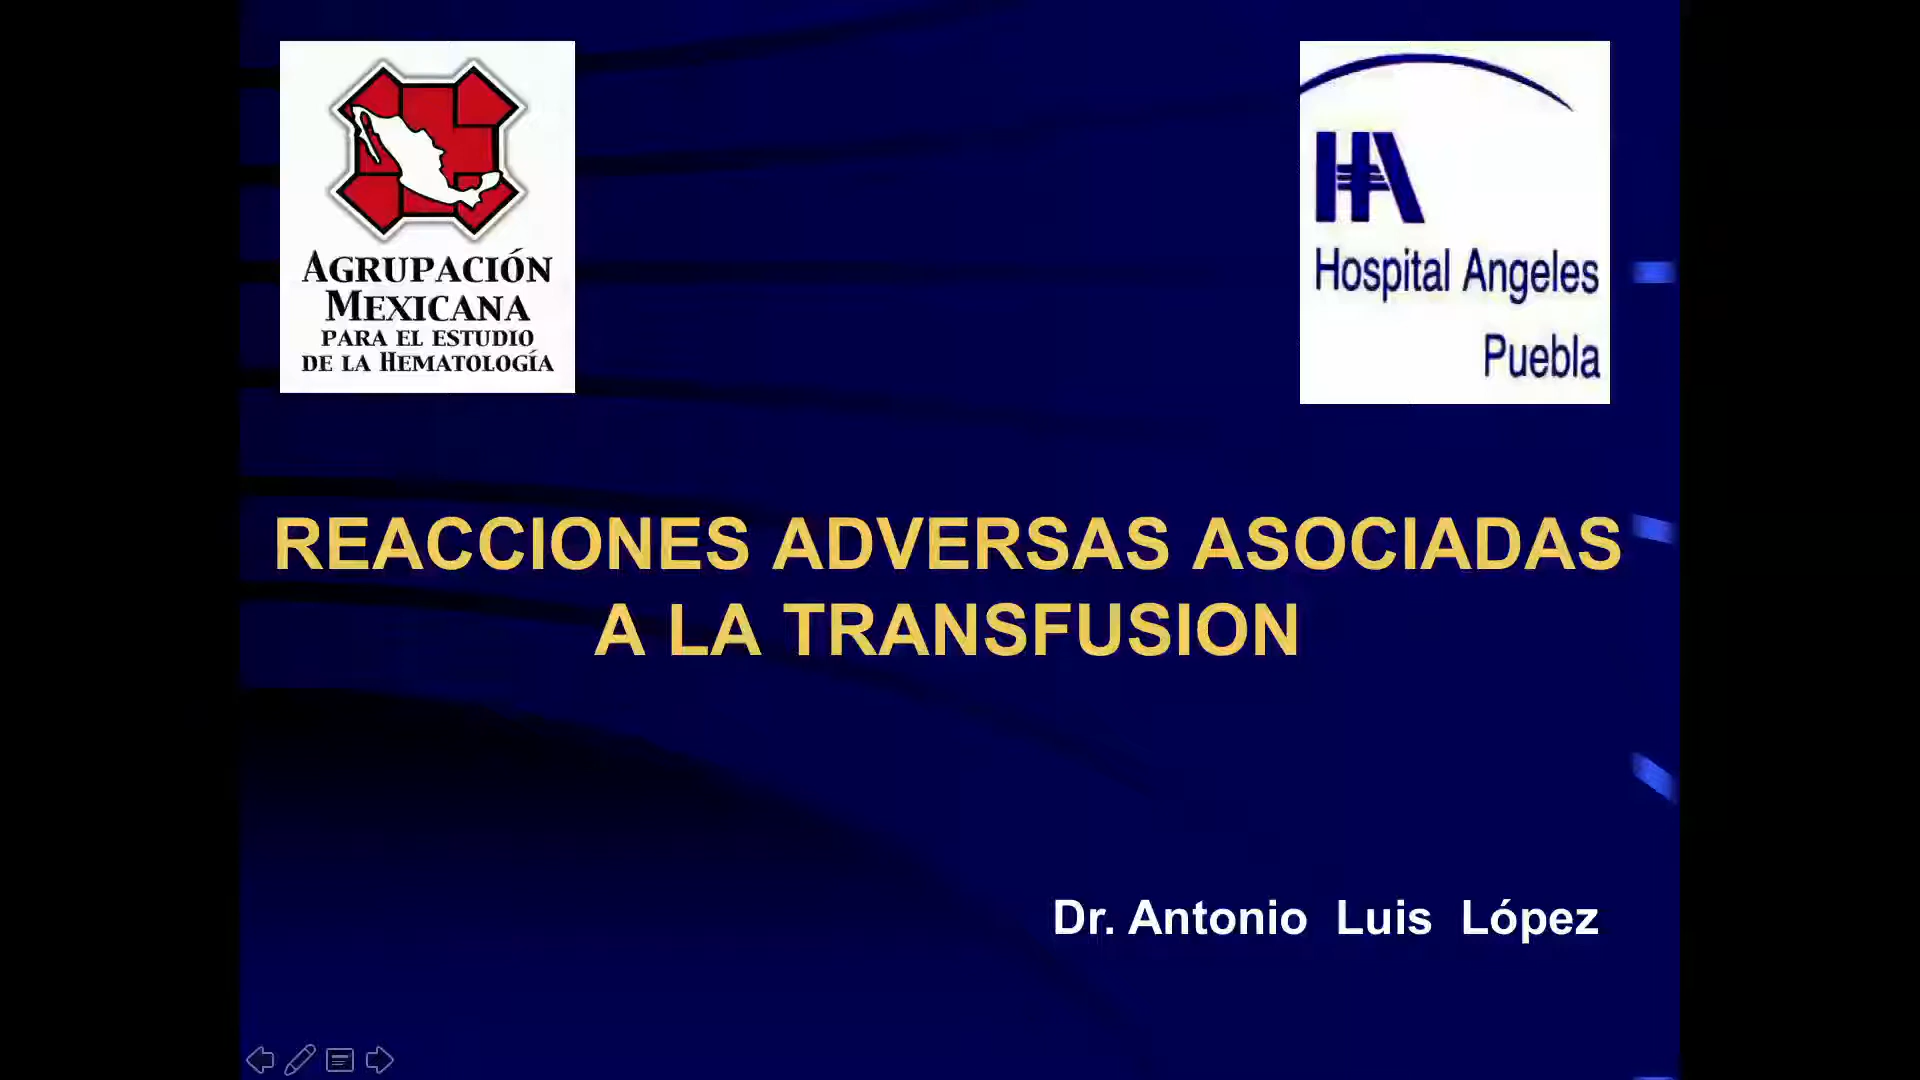 AGRUPACIÓN
MEXICANA
PARA EL ESTUDIO
DE LA HEMATOLOGÍA
HA
Hospital Angeles
Puebla
REACCIONES ADVERSAS ASOCIADAS
A LA TRANSFUSION
Dr. Antonio Luis López